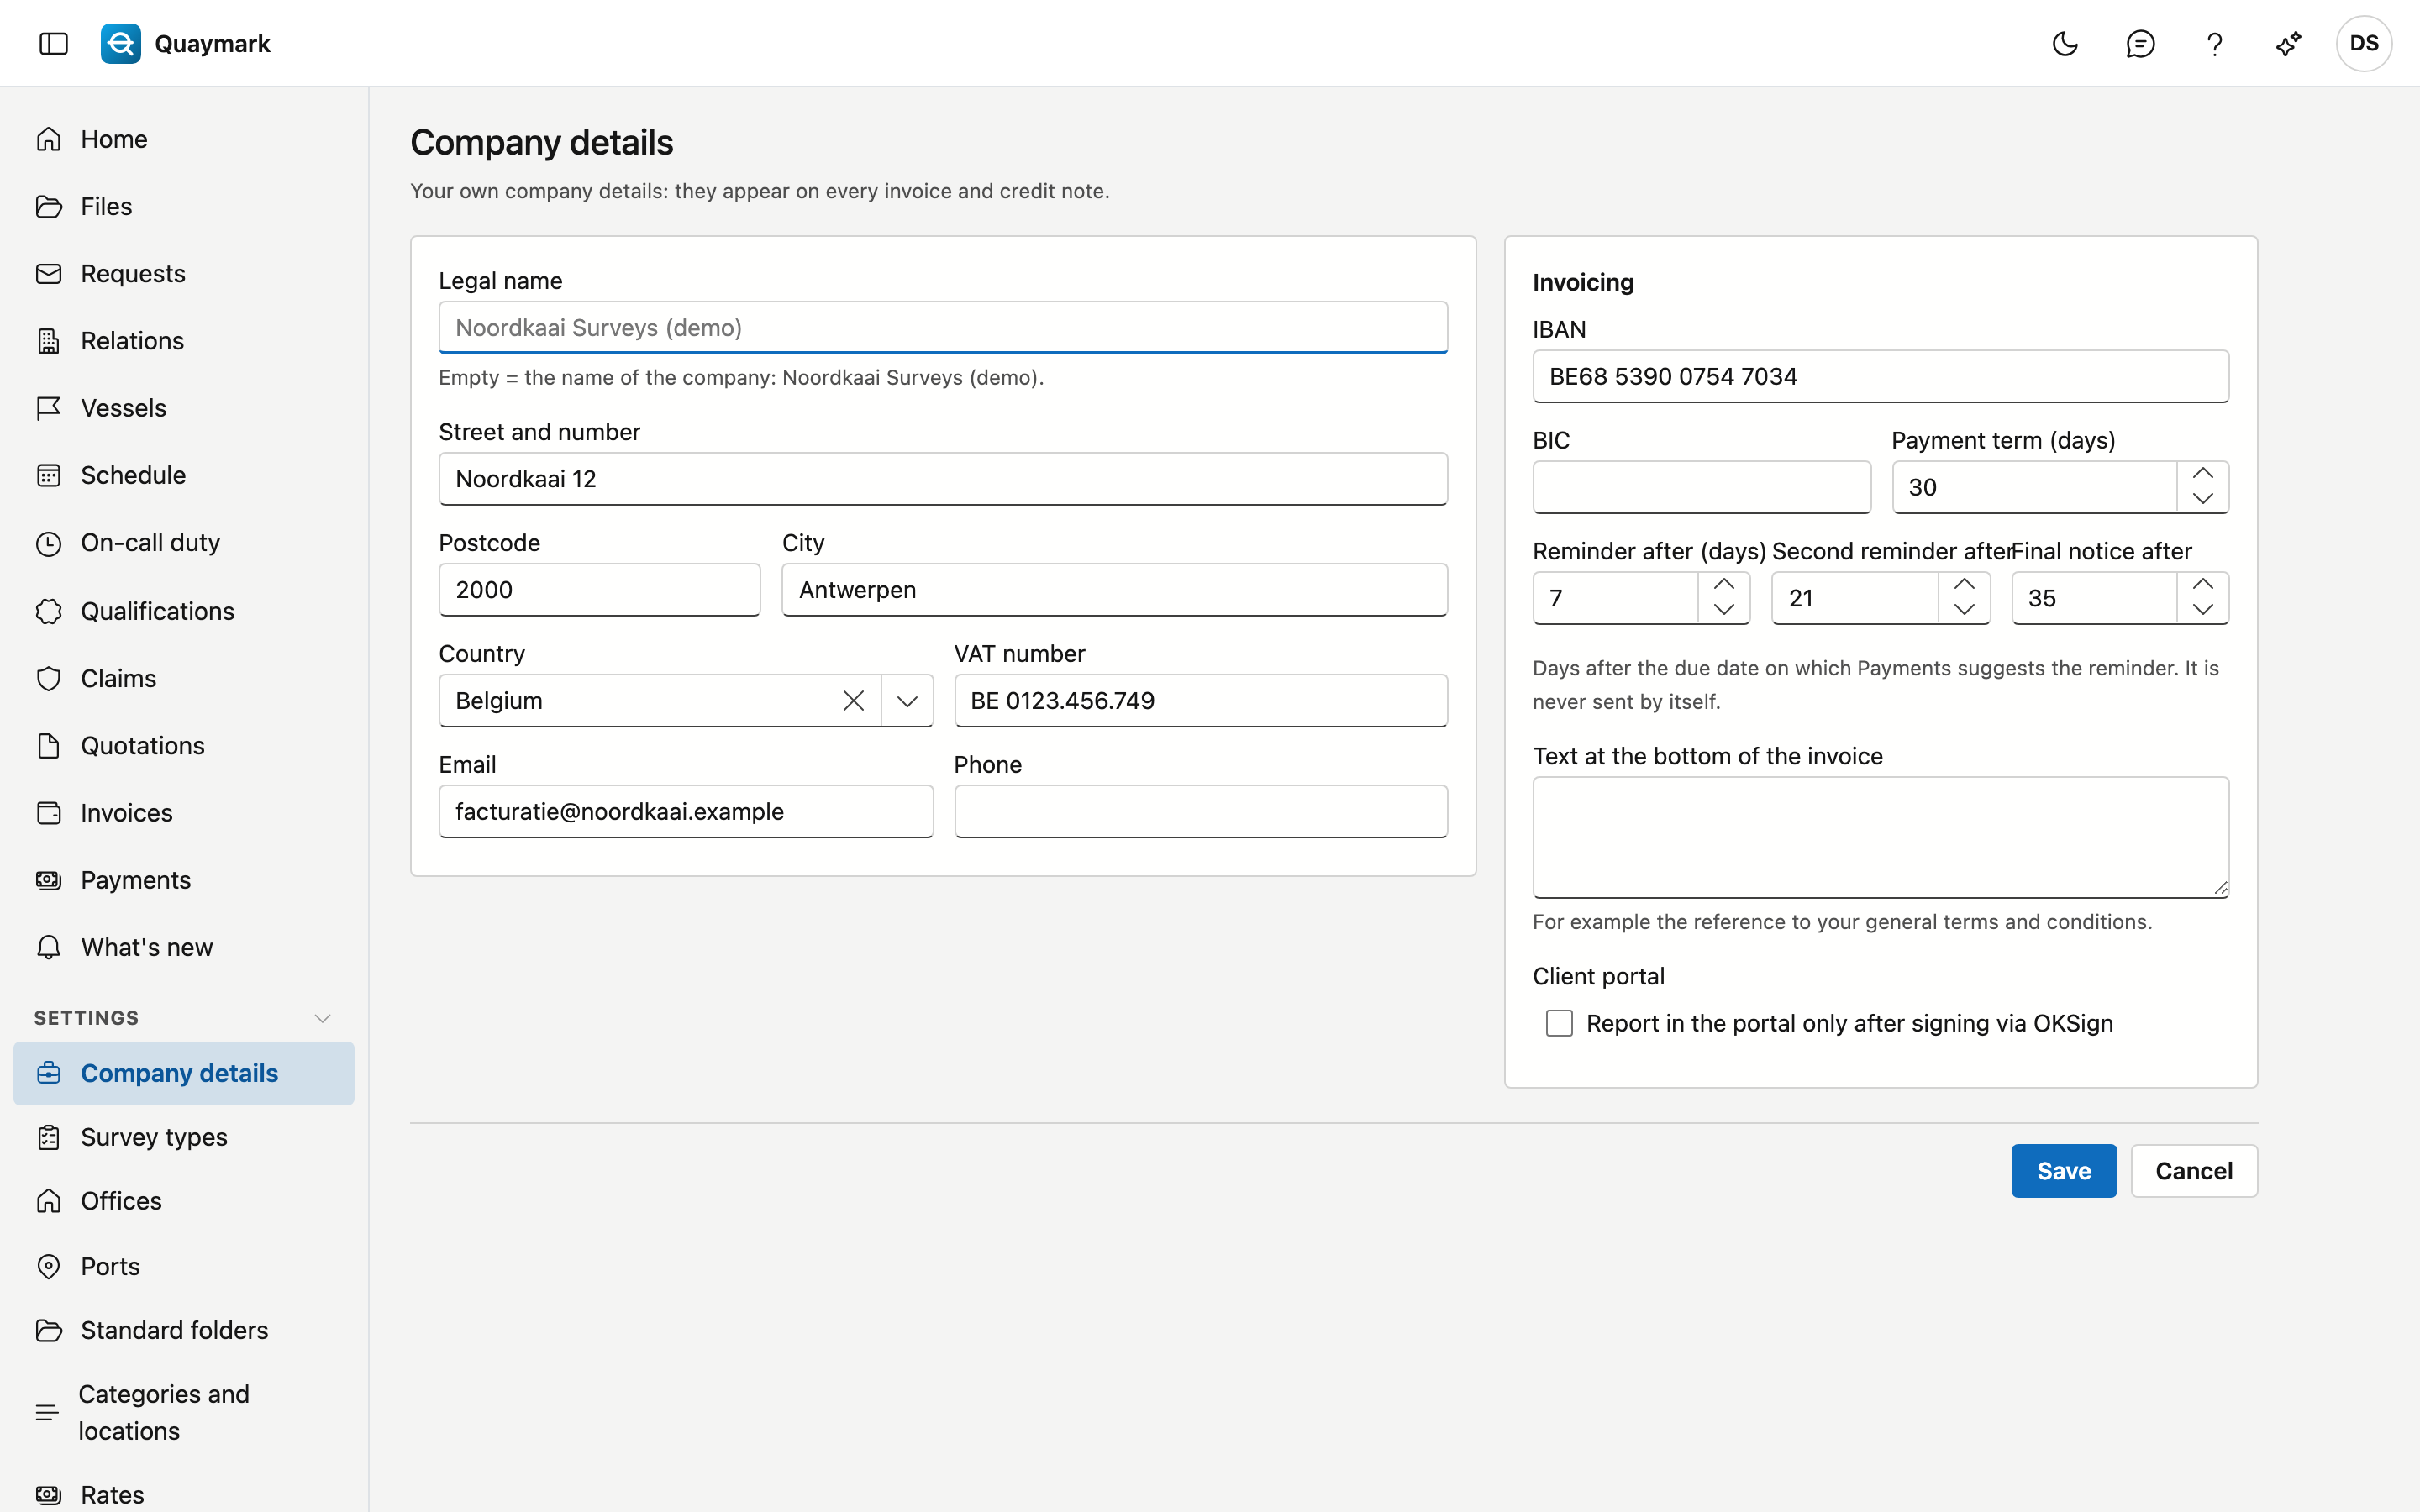 Quaymark
DS
Home
Files
Requests
Relations
Vessels
Schedule
On-call duty
Qualifications
Claims
Quotations
Invoices
Payments
What's new
SETTINGS
Company details
Survey types
Offices
Ports
Standard folders
Categories and
locations
Rates
Company details
Your own company details: they appear on every invoice and credit note.
Legal name
Noordkaai Surveys (demo)
Empty = the name of the company: Noordkaai Surveys (demo).
Street and number
Noordkaai 12
Postcode City
2000 Antwerpen
Country VAT number
Belgium BE 0123.456.749
Email Phone
facturatie@noordkaai.example
Invoicing
IBAN
BE68 5390 0754 7034
BIC Payment term (days)
30
Reminder after (days) Second reminder after Final notice after
7 21 35
Days after the due date on which Payments suggests the reminder. It is
never sent by itself.
Text at the bottom of the invoice
For example the reference to your general terms and conditions.
Client portal
Report in the portal only after signing via OKSign
Save Cancel